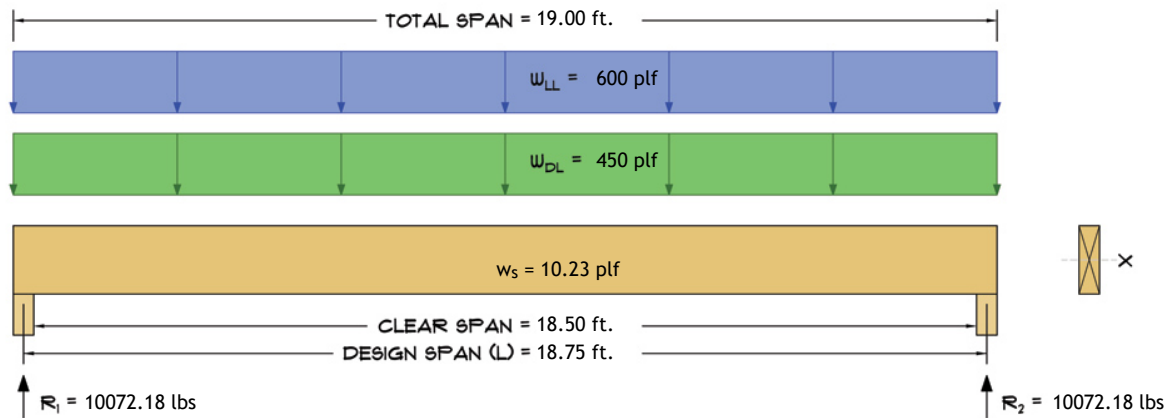 TOTAL SPAN = 19.00 ft.
wLL = 600 plf
wDL = 450 plf
ws = 10.23 plf
X
CLEAR SPAN = 18.50 ft.
DESIGN SPAN (L) = 18.75 ft.
R1 = 10072.18 lbs
R2 = 10072.18 lbs